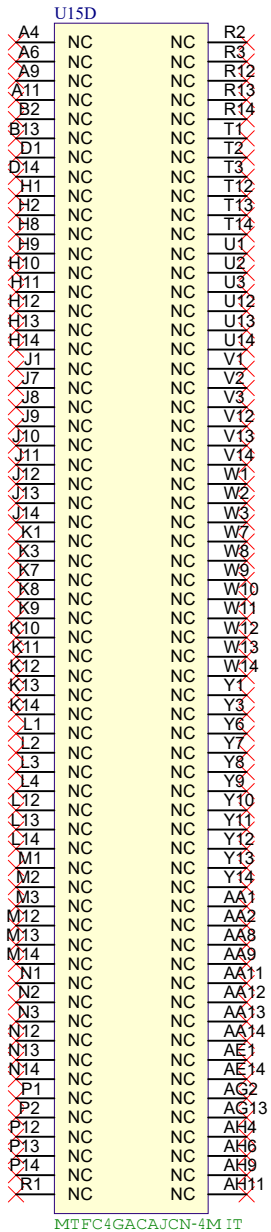 U15D
A4 NC NC R2
A6 NC NC R3
A9 NC NC R12
A11 NC NC R13
B2 NC NC R14
B13 NC NC T1
D1 NC NC T2
D14 NC NC T3
H1 NC NC T12
H2 NC NC T13
H8 NC NC T14
H9 NC NC U1
H10 NC NC U2
H11 NC NC U3
H12 NC NC U12
H13 NC NC U13
H14 NC NC U14
J1 NC NC V1
J7 NC NC V2
J8 NC NC V3
J9 NC NC V12
J10 NC NC V13
J11 NC NC V14
J12 NC NC W1
J13 NC NC W2
J14 NC NC W3
K1 NC NC W7
K3 NC NC W8
K7 NC NC W9
K8 NC NC W10
K9 NC NC W11
K10 NC NC W12
K11 NC NC W13
K12 NC NC W14
K13 NC NC Y1
K14 NC NC Y3
L1 NC NC Y6
L2 NC NC Y7
L3 NC NC Y8
L4 NC NC Y9
L12 NC NC Y10
L13 NC NC Y11
L14 NC NC Y12
M1 NC NC Y13
M2 NC NC Y14
M3 NC NC AA1
M12 NC NC AA2
M13 NC NC AA8
M14 NC NC AA9
N1 NC NC AA11
N2 NC NC AA12
N3 NC NC AA13
N12 NC NC AA14
N13 NC NC AE1
N14 NC NC AE14
P1 NC NC AG2
P2 NC NC AG13
P12 NC NC AH4
P13 NC NC AH6
P14 NC NC AH9
R1 NC NC AH11
MTFC4GACAJCN-4M IT